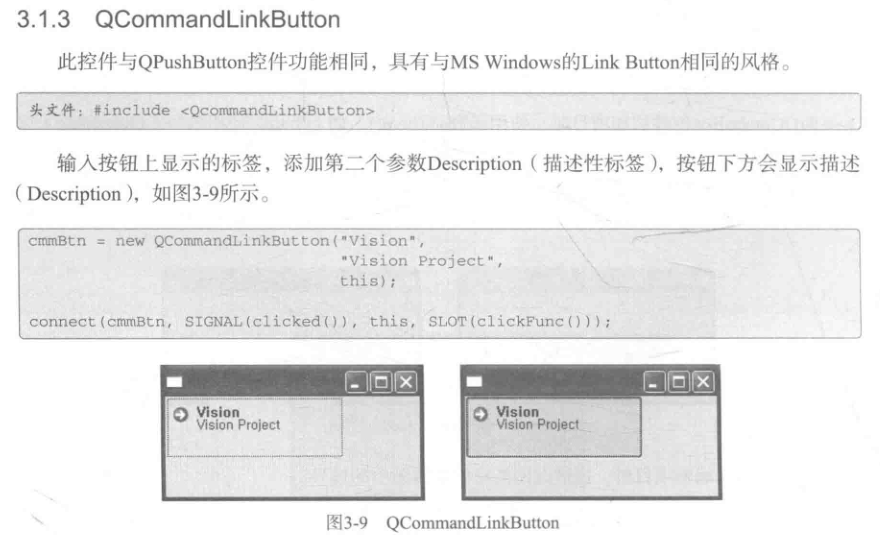 3.1.3 QCommandLinkButton
此控件与QPushButton控件功能相同，具有与MS Windows的Link Button相同的风格。
头文件：#include <QcommandLinkButton>
输入按钮上显示的标签，添加第二个参数Description（描述性标签），按钮下方会显示描述
（Description），如图3-9所示。
cmmBtn = new QCommandLinkButton("Vision",
"Vision Project",
this);
connect(cmmBtn, SIGNAL(clicked()), this, SLOT(clickFunc()));
Vision
Vision Project
Vision
Vision Project
图3-9 QCommandLinkButton